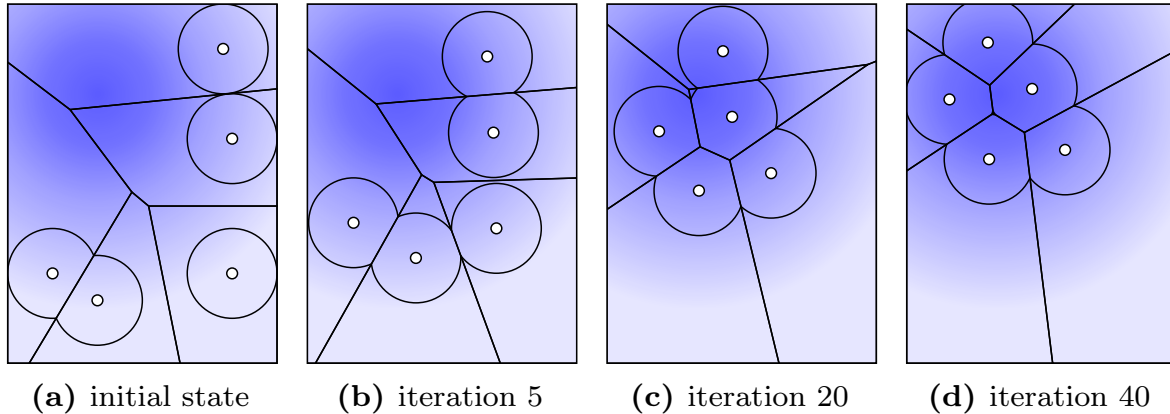 (a) initial state
(b) iteration 5
(c) iteration 20
(d) iteration 40